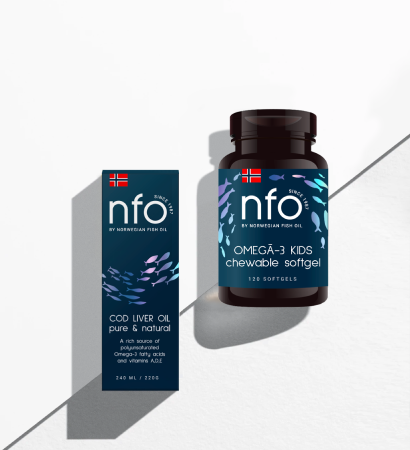 nfo
SINCE 1987
BY NORWEGIAN FISH OIL
COD LIVER OIL
pure & natural
A rich source of
polyunsaturated
Omega-3 fatty acids
and vitamins A,D,E
240 ML / 220G
nfo
SINCE 1987
BY NORWEGIAN FISH OIL
OMEGĀ-3 KIDS
chewable softgel
120 SOFTGELS